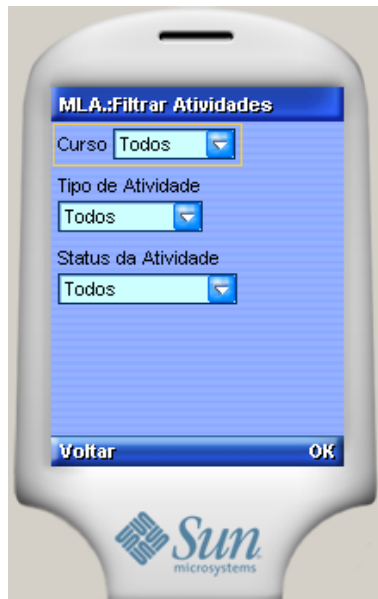 MLA.:Filtrar Atividades
Curso Todos
Tipo de Atividade
Todos
Status da Atividade
Todos
Voltar OK
Sun
microsystems